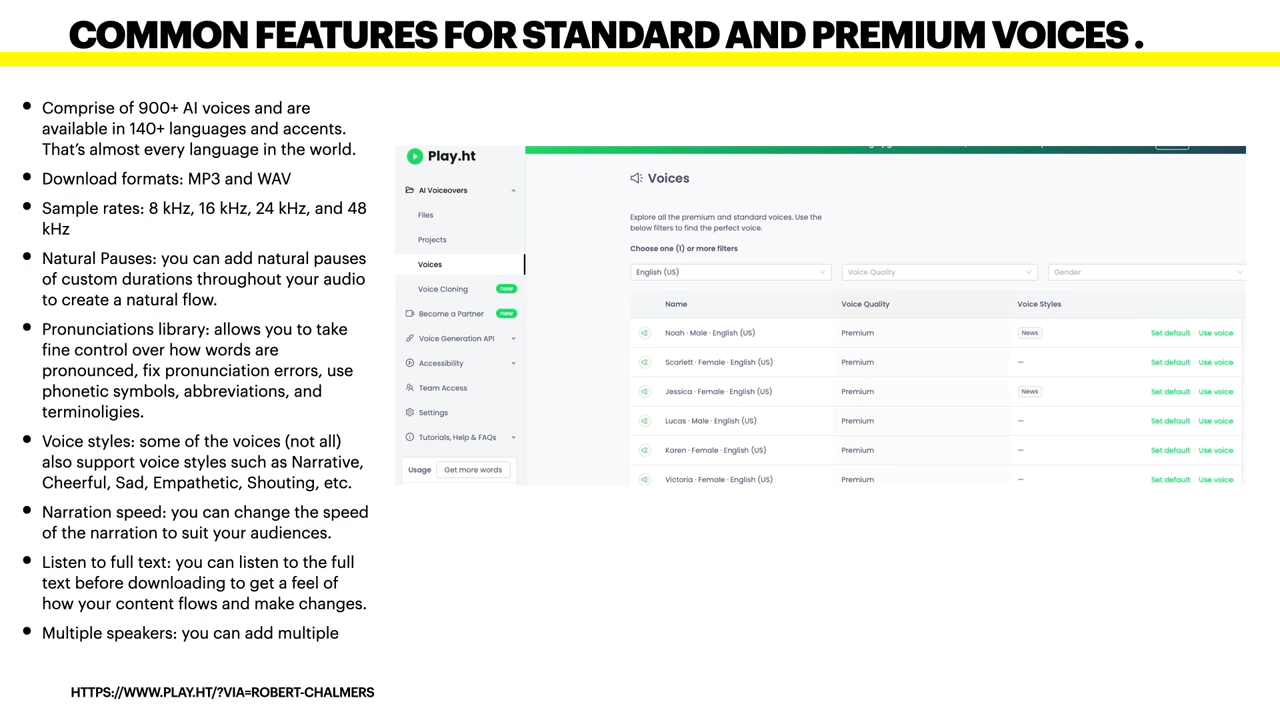 COMMON FEATURES FOR STANDARD AND PREMIUM VOICES .
• Comprise of 900+ AI voices and are
available in 140+ languages and accents.
That's almost every language in the world.
• Download formats: MP3 and WAV
• Sample rates: 8 kHz, 16 kHz, 24 kHz, and 48
kHz
• Natural Pauses: you can add natural pauses
of custom durations throughout your audio
to create a natural flow.
• Pronunciations library: allows you to take
fine control over how words are
pronounced, fix pronunciation errors, use
phonetic symbols, abbreviations, and
terminoligies.
• Voice styles: some of the voices (not all)
also support voice styles such as Narrative,
Cheerful, Sad, Empathetic, Shouting, etc.
• Narration speed: you can change the speed
of the narration to suit your audiences.
• Listen to full text: you can listen to the full
text before downloading to get a feel of
how your content flows and make changes.
• Multiple speakers: you can add multiple
Play.ht
AI Voiceovers
Files
Projects
Voices
Voice Cloning new
Become a Partner new
Voice Generation API
Accessibility
Team Access
Settings
Tutorials, Help & FAQs
Usage Get more words
Voices
Explore all the premium and standard voices. Use the
below filters to find the perfect voice.
Choose one (1) or more filters
English (US) Voice Quality Gender
Name Voice Quality Voice Styles
Noah · Male · English (US) Premium News Set default Use voice
Scarlett · Female · English (US) Premium – Set default Use voice
Jessica · Female · English (US) Premium News Set default Use voice
Lucas · Male · English (US) Premium – Set default Use voice
Karen · Female · English (US) Premium – Set default Use voice
Victoria · Female · English (US) Premium – Set default Use voice
HTTPS://WWW.PLAY.HT/?VIA=ROBERT-CHALMERS